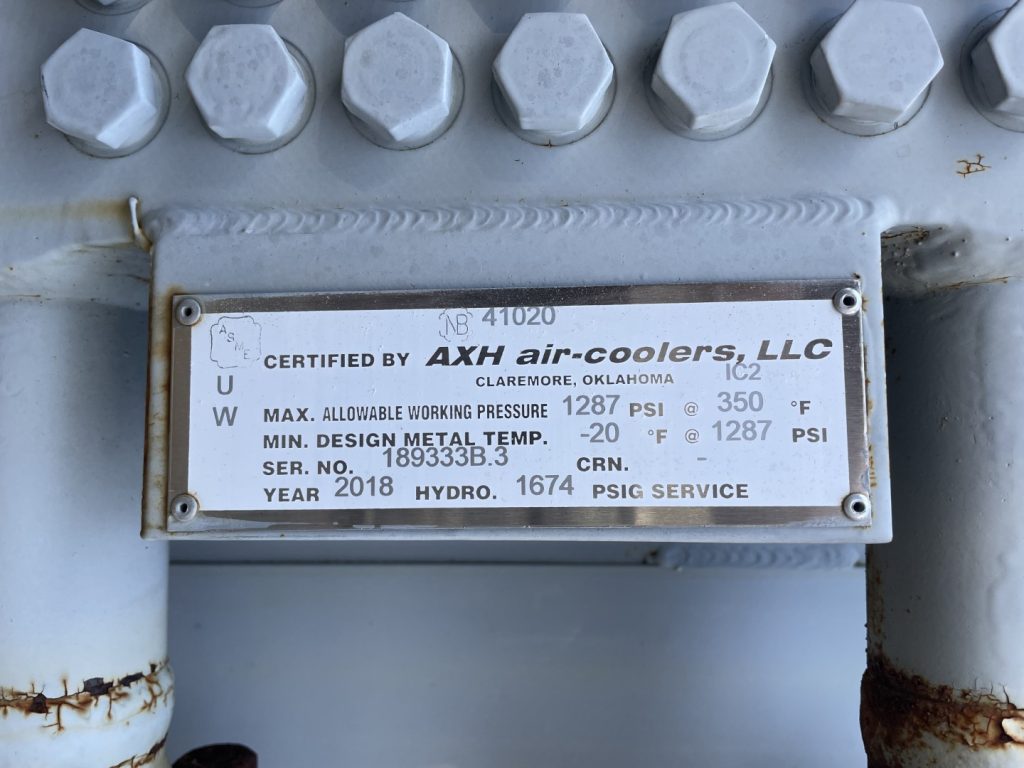 NB 41020
ASME
CERTIFIED BY AXH air-coolers, LLC
CLAREMORE, OKLAHOMA IC2
U
W
MAX. ALLOWABLE WORKING PRESSURE 1287 PSI @ 350 °F
MIN. DESIGN METAL TEMP. -20 °F @ 1287 PSI
SER. NO. 189333B.3 CRN. -
YEAR 2018 HYDRO. 1674 PSIG SERVICE